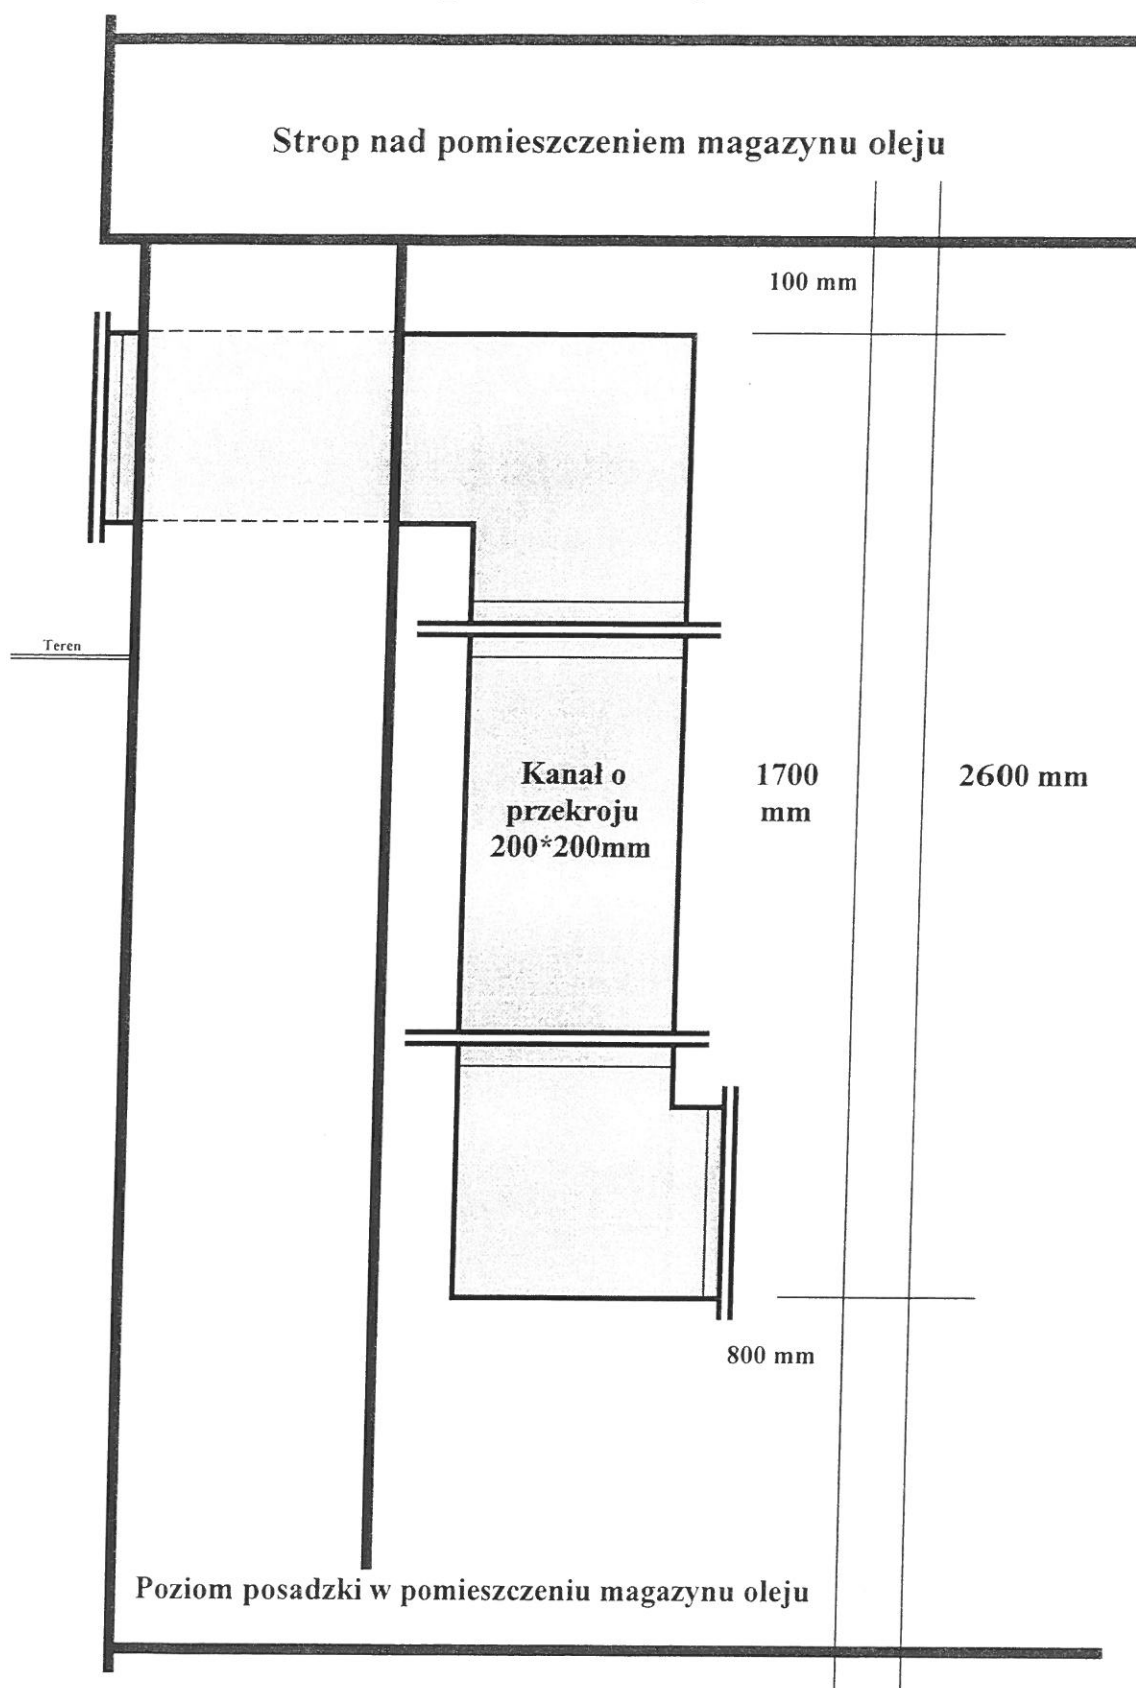 Strop nad pomieszczeniem magazynu oleju
100 mm
Teren
Kanał o
przekroju
200*200mm
1700
mm
2600 mm
800 mm
Poziom posadzki w pomieszczeniu magazynu oleju